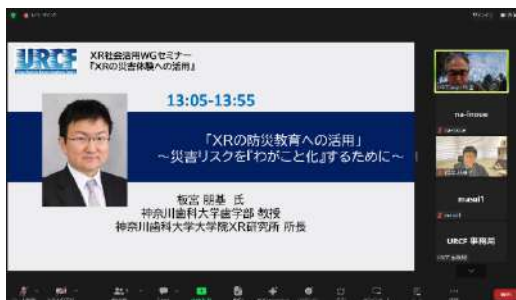 URCF
XR社会活用WGセミナー
『XRの災害体験への活用』
13:05-13:55
「XRの防災教育への活用」
～災害リスクを『わがこと化』するために～
板宮 朋基 氏
神奈川歯科大学歯学部 教授
神奈川歯科大学大学院XR研究所 所長
na-inoue
masai1
URCF 事務局